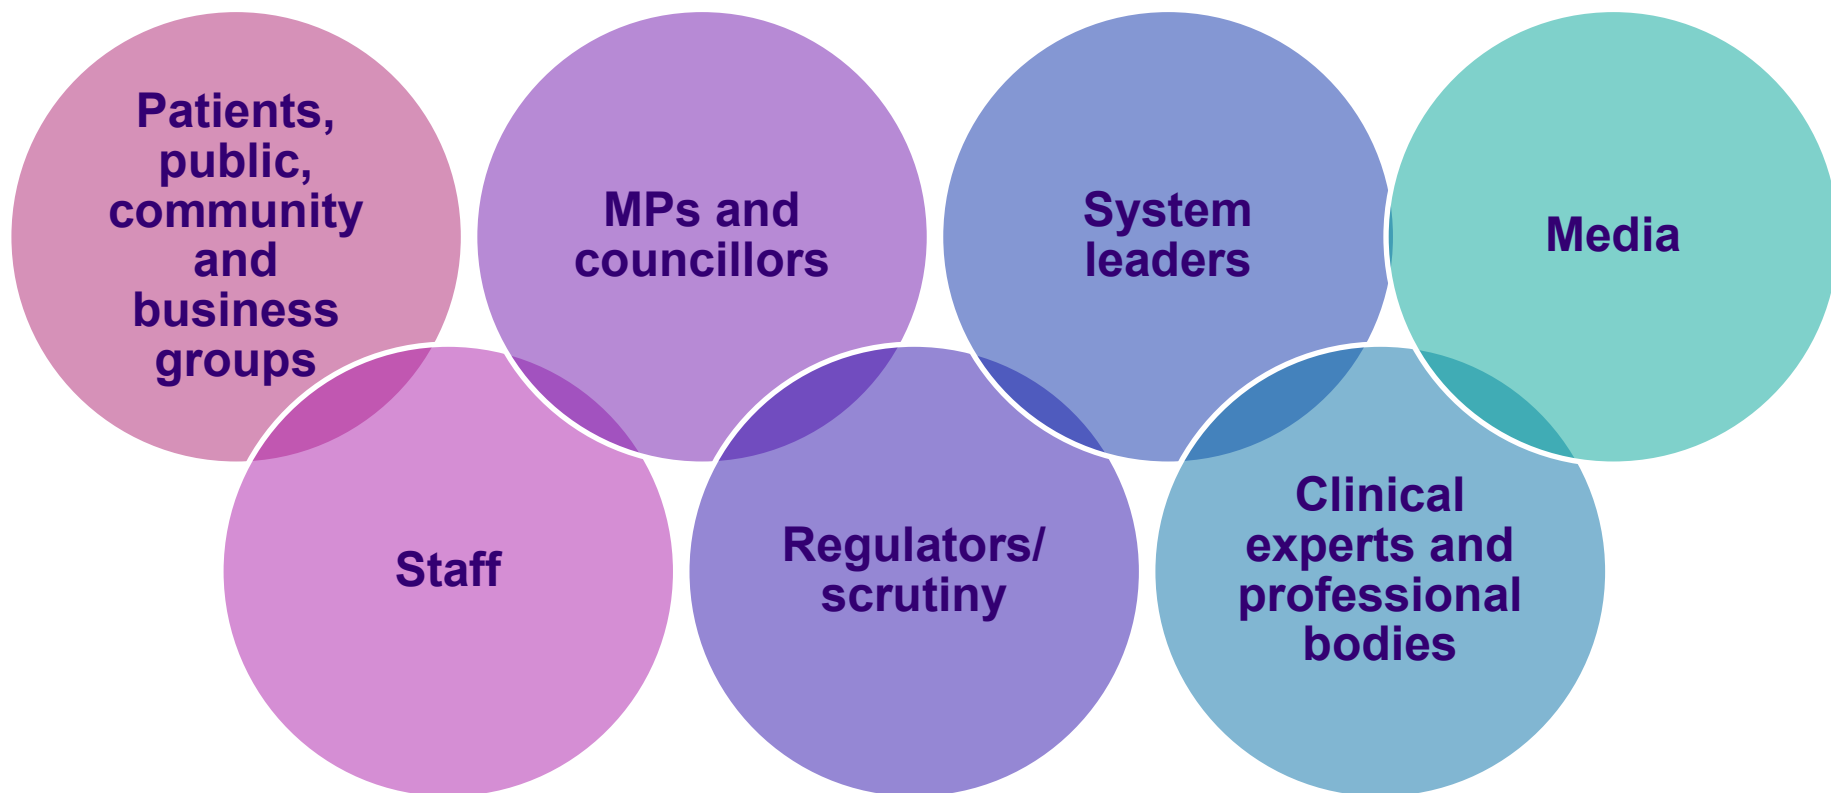 Patients,
public,
community
and
business
groups
MPs and
councillors
System
leaders
Media
Staff
Regulators/
scrutiny
Clinical
experts and
professional
bodies